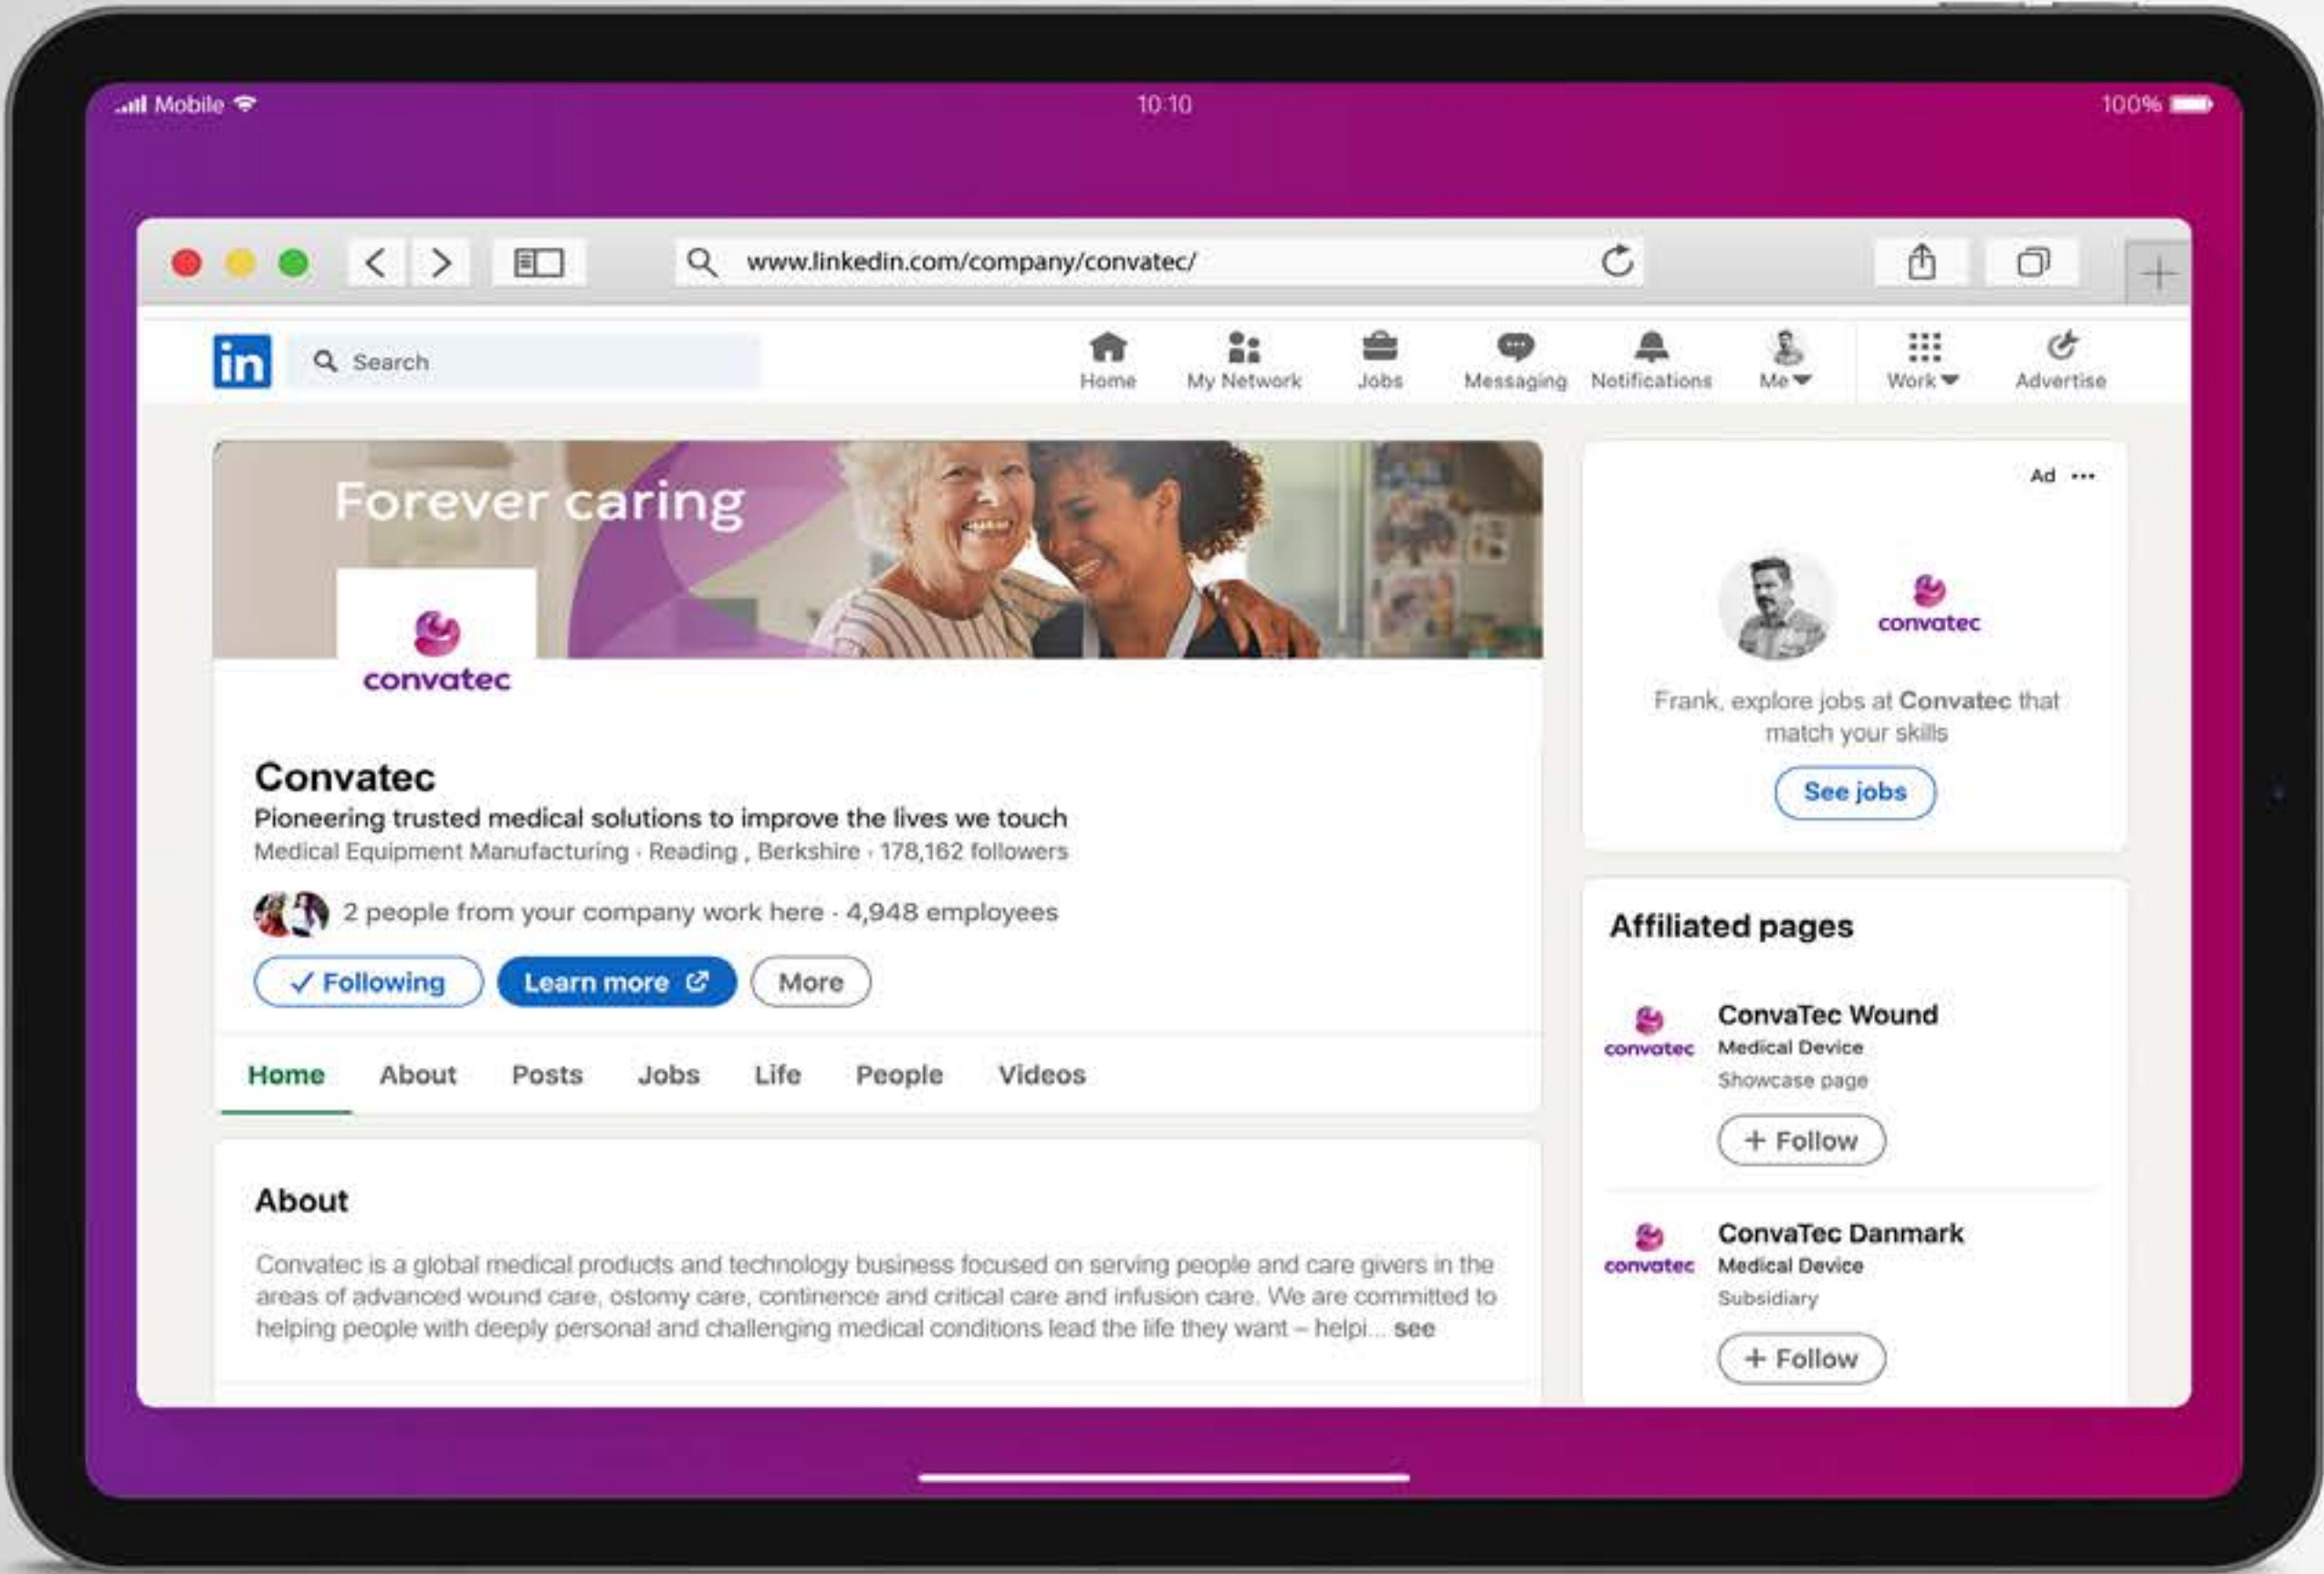 Mobile
10:10
100%
www.linkedin.com/company/convatec/
in
Search
Home
My Network
Jobs
Messaging
Notifications
Me
Work
Advertise
Forever caring
convatec
Convatec
Pioneering trusted medical solutions to improve the lives we touch
Medical Equipment Manufacturing · Reading , Berkshire · 178,162 followers
2 people from your company work here · 4,948 employees
✓ Following
Learn more
More
Home
About
Posts
Jobs
Life
People
Videos
About
Convatec is a global medical products and technology business focused on serving people and care givers in the
areas of advanced wound care, ostomy care, continence and critical care and infusion care. We are committed to
helping people with deeply personal and challenging medical conditions lead the life they want – helpi... see
Ad ...
convatec
Frank, explore jobs at Convatec that
match your skills
See jobs
Affiliated pages
convatec
ConvaTec Wound
Medical Device
Showcase page
+ Follow
convatec
ConvaTec Danmark
Medical Device
Subsidiary
+ Follow